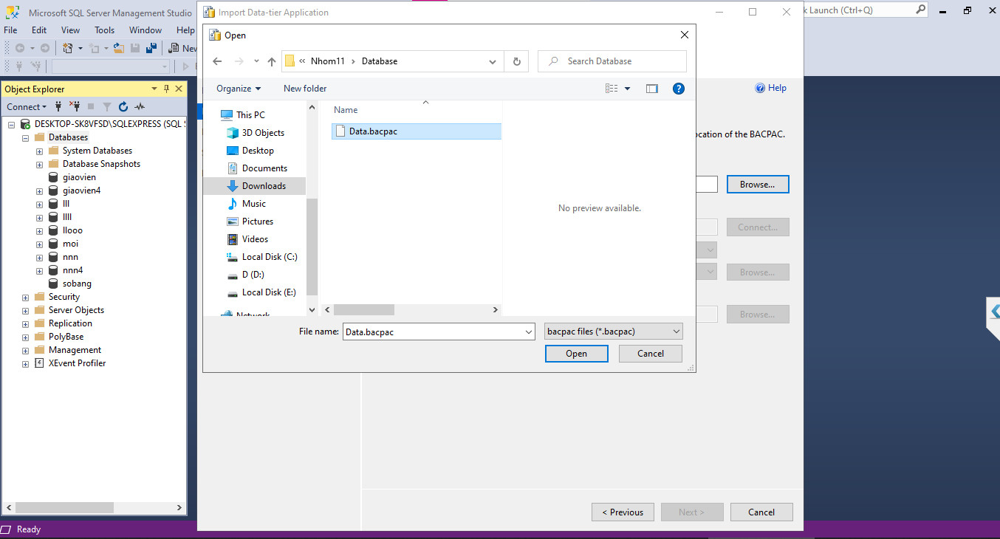 Microsoft SQL Server Management Studio
Import Data-tier Application
k Launch (Ctrl+Q)
File Edit View Tools Window Help
New
Open
Nhom11 Database
Search Database
Organize
New folder
Object Explorer
Connect
DESKTOP-SK8VFSD\SQLEXPRESS (SQL
Databases
System Databases
Database Snapshots
giaovien
giaovien4
lll
llll
llooo
moi
nnn
nnn4
sobang
Security
Server Objects
Replication
PolyBase
Management
XEvent Profiler
This PC
3D Objects
Desktop
Documents
Downloads
Music
Pictures
Videos
Local Disk (C:)
D (D:)
Local Disk (E:)
Network
Name
Data.bacpac
No preview available.
File name: Data.bacpac
bacpac files (*.bacpac)
Open
Cancel
Help
ocation of the BACPAC.
Browse...
Connect...
Browse...
Browse...
< Previous
Next >
Cancel
Ready